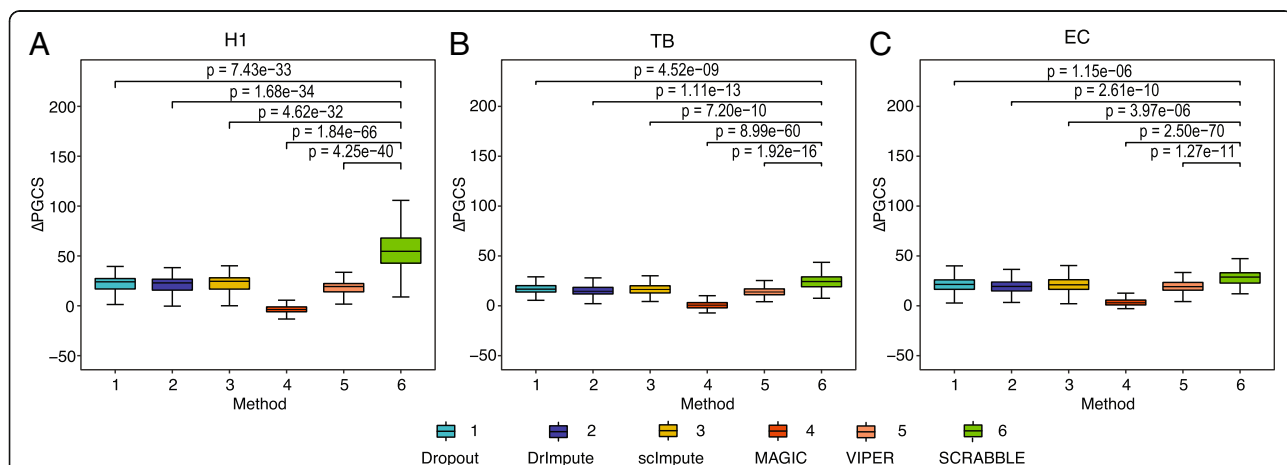 A H1
p = 7.43e−33
p = 1.68e−34
p = 4.62e−32
p = 1.84e−66
p = 4.25e−40
200
150
100
50
0
−50
ΔPGCS
1 2 3 4 5 6
Method
B TB
p = 4.52e−09
p = 1.11e−13
p = 7.20e−10
p = 8.99e−60
p = 1.92e−16
200
150
100
50
0
−50
ΔPGCS
1 2 3 4 5 6
Method
C EC
p = 1.15e−06
p = 2.61e−10
p = 3.97e−06
p = 2.50e−70
p = 1.27e−11
200
150
100
50
0
−50
ΔPGCS
1 2 3 4 5 6
Method
1 2 3 4 5 6
Dropout DrImpute scImpute MAGIC VIPER SCRABBLE